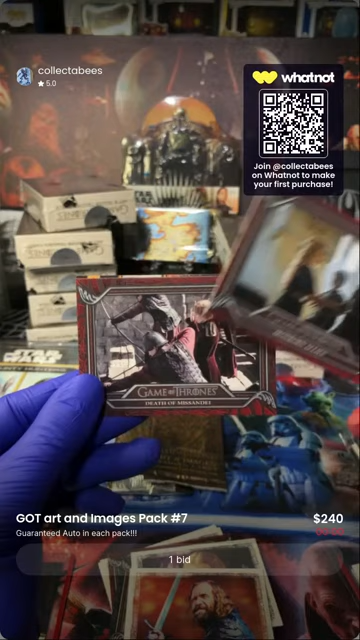 collectabees
★ 5.0
whatnot
Join @collectabees
on Whatnot to make
your first purchase!
GAME OF THRONES
DEATH OF MISSANDEI
STAR
GOT art and Images Pack #7
$240
Guaranteed Auto in each pack!!!
1 bid